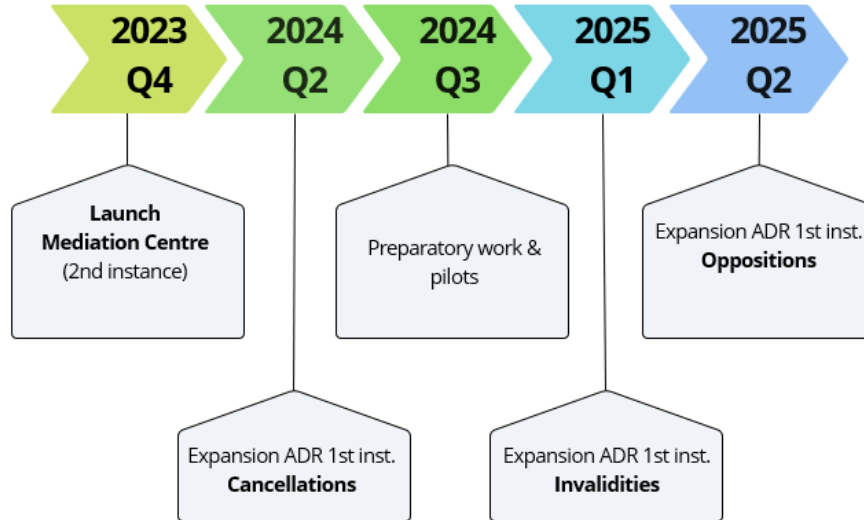 2023
Q4
2024
Q2
2024
Q3
2025
Q1
2025
Q2
Launch
Mediation Centre
(2nd instance)
Preparatory work &
pilots
Expansion ADR 1st inst.
Oppositions
Expansion ADR 1st inst.
Cancellations
Expansion ADR 1st inst.
Invalidities